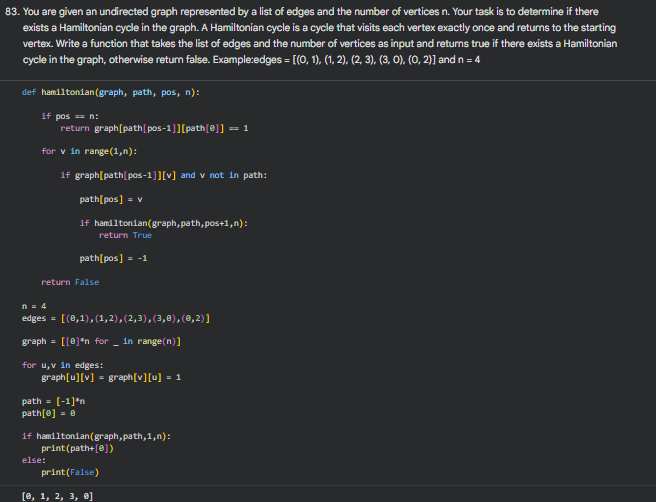 83. You are given an undirected graph represented by a list of edges and the number of vertices n. Your task is to determine if there
exists a Hamiltonian cycle in the graph. A Hamiltonian cycle is a cycle that visits each vertex exactly once and returns to the starting
vertex. Write a function that takes the list of edges and the number of vertices as input and returns true if there exists a Hamiltonian
cycle in the graph, otherwise return false. Example:edges = [(0, 1), (1, 2), (2, 3), (3, 0), (0, 2)] and n = 4
def hamiltonian(graph, path, pos, n):
    if pos == n:
        return graph[path[pos-1]][path[0]] == 1
    for v in range(1,n):
        if graph[path[pos-1]][v] and v not in path:
            path[pos] = v
            if hamiltonian(graph,path,pos+1,n):
                return True
            path[pos] = -1
    return False
n = 4
edges = [(0,1),(1,2),(2,3),(3,0),(0,2)]
graph = [[0]*n for _ in range(n)]
for u,v in edges:
    graph[u][v] = graph[v][u] = 1
path = [-1]*n
path[0] = 0
if hamiltonian(graph,path,1,n):
    print(path+[0])
else:
    print(False)
[0, 1, 2, 3, 0]